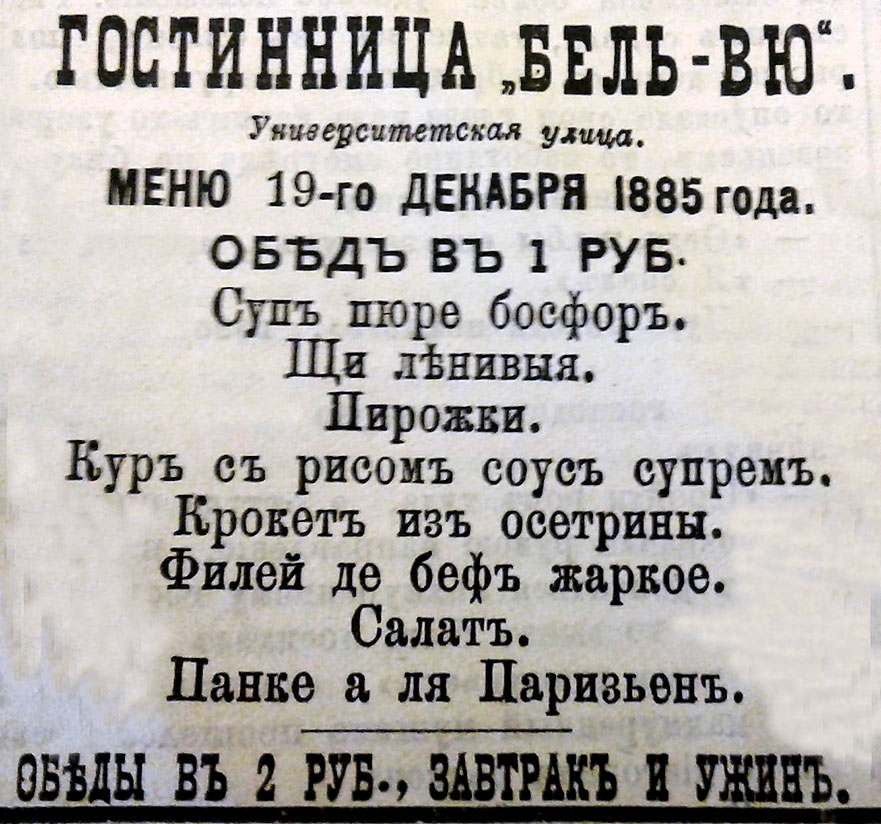 ГОСТИННИЦА „БЕЛЬ-ВЮ“.
Университетская улица.
МЕНЮ 19-го ДЕКАБРЯ 1885 года.
ОБѢДЪ ВЪ 1 РУБ.
Супъ пюре босфоръ.
Щи лѣнивыя.
Пирожки.
Куръ съ рисомъ соусъ супремъ.
Крокетъ изъ осетрины.
Филей де бефъ жаркое.
Салатъ.
Панке а ля Паризьенъ.
ОБѢДЫ ВЪ 2 РУБ., ЗАВТРАКЪ И УЖИНЪ.